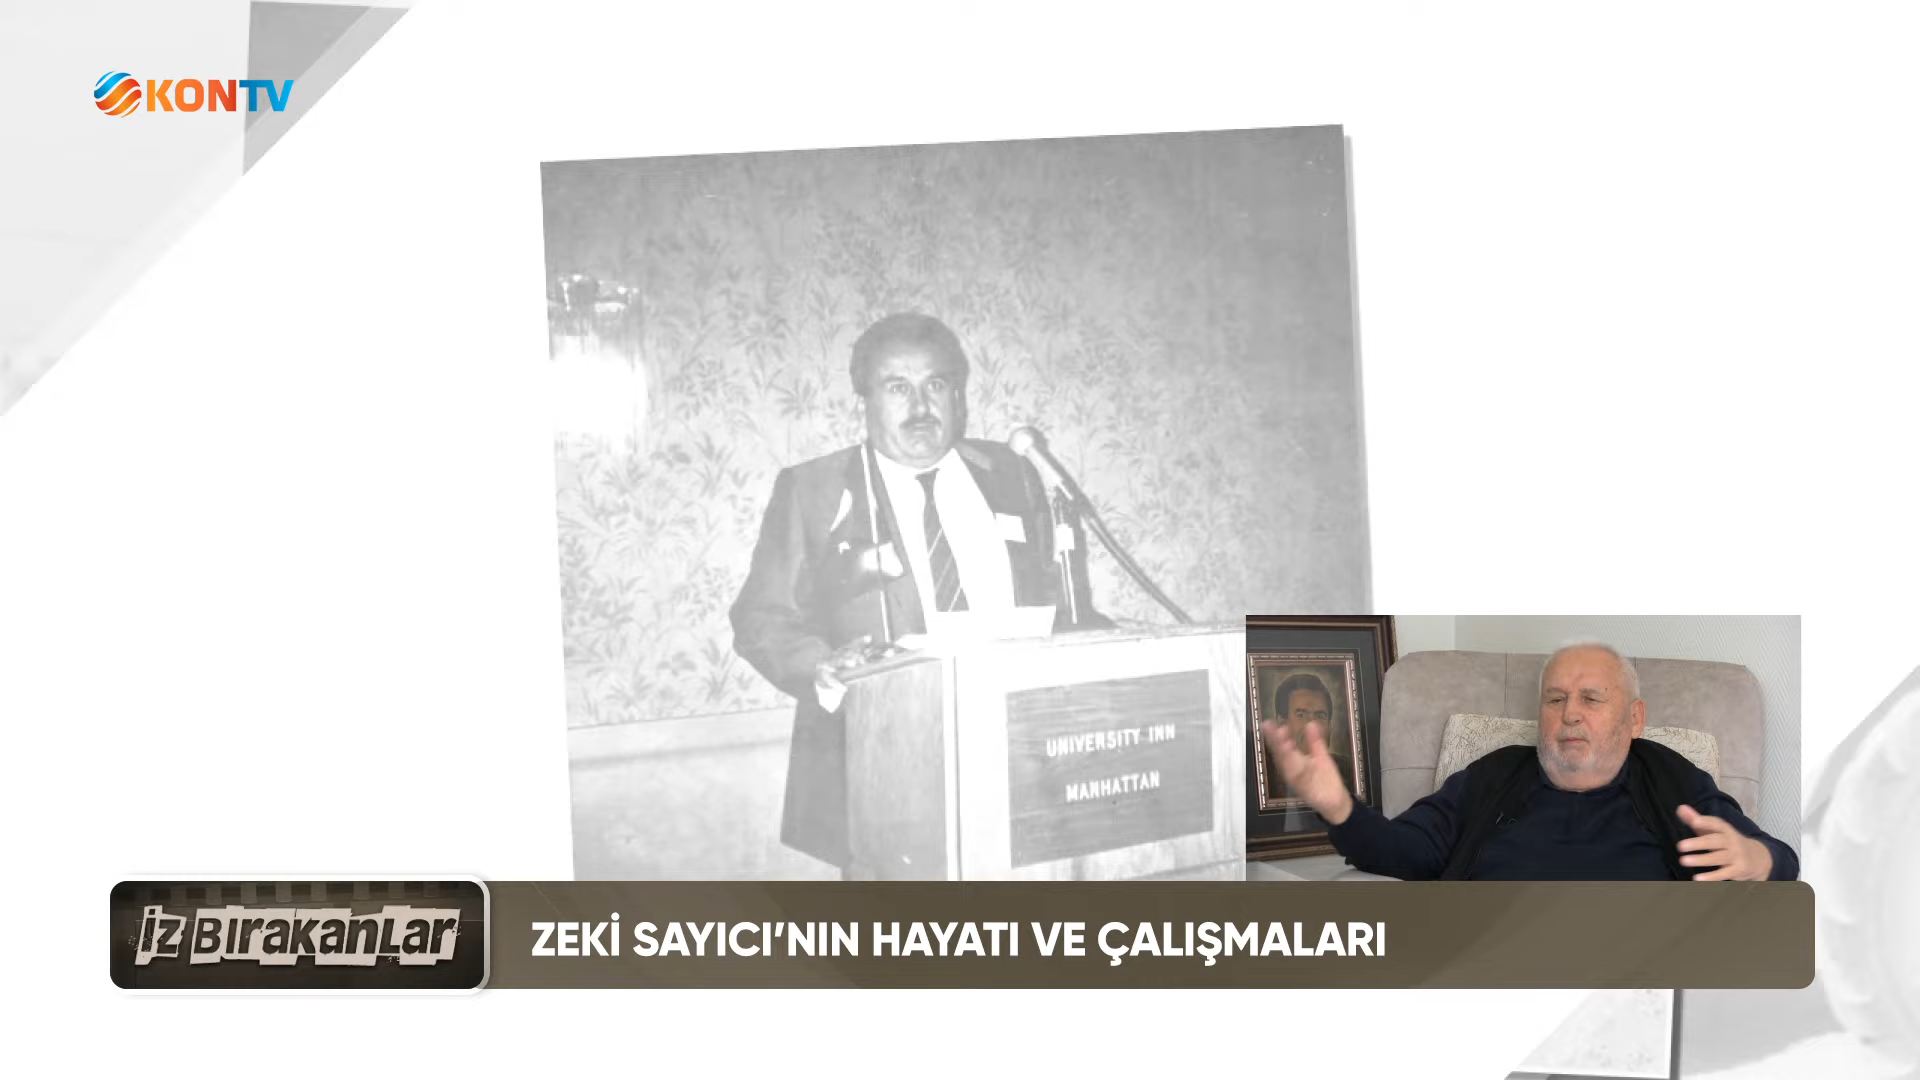 KONTV
UNIVERSITY INN
MANHATTAN
İZ BIrakanLar
ZEKİ SAYICI’NIN HAYATI VE ÇALIŞMALARI